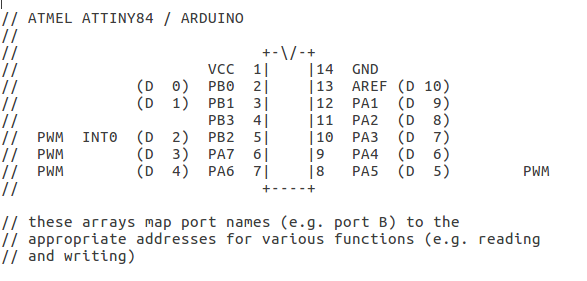 // ATMEL ATTINY84 / ARDUINO
//
//                           +-\/-+
//                     VCC  1|    |14  GND
//             (D  0)  PB0  2|    |13  AREF (D 10)
//             (D  1)  PB1  3|    |12  PA1  (D  9)
//                     PB3  4|    |11  PA2  (D  8)
//  PWM  INT0  (D  2)  PB2  5|    |10  PA3  (D  7)
//  PWM        (D  3)  PA7  6|    |9   PA4  (D  6)
//  PWM        (D  4)  PA6  7|    |8   PA5  (D  5)        PWM
//                           +----+

// these arrays map port names (e.g. port B) to the
// appropriate addresses for various functions (e.g. reading
// and writing)